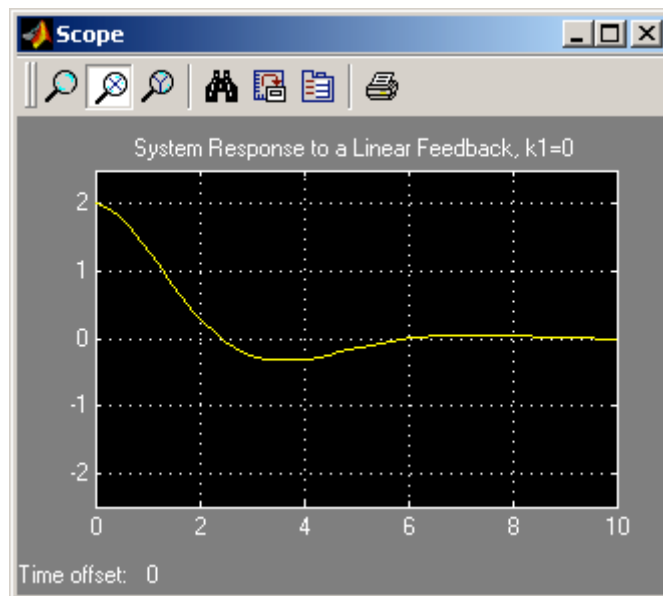 Scope
System Response to a Linear Feedback, k1=0
2
1
0
-1
-2
0 2 4 6 8 10
Time offset: 0